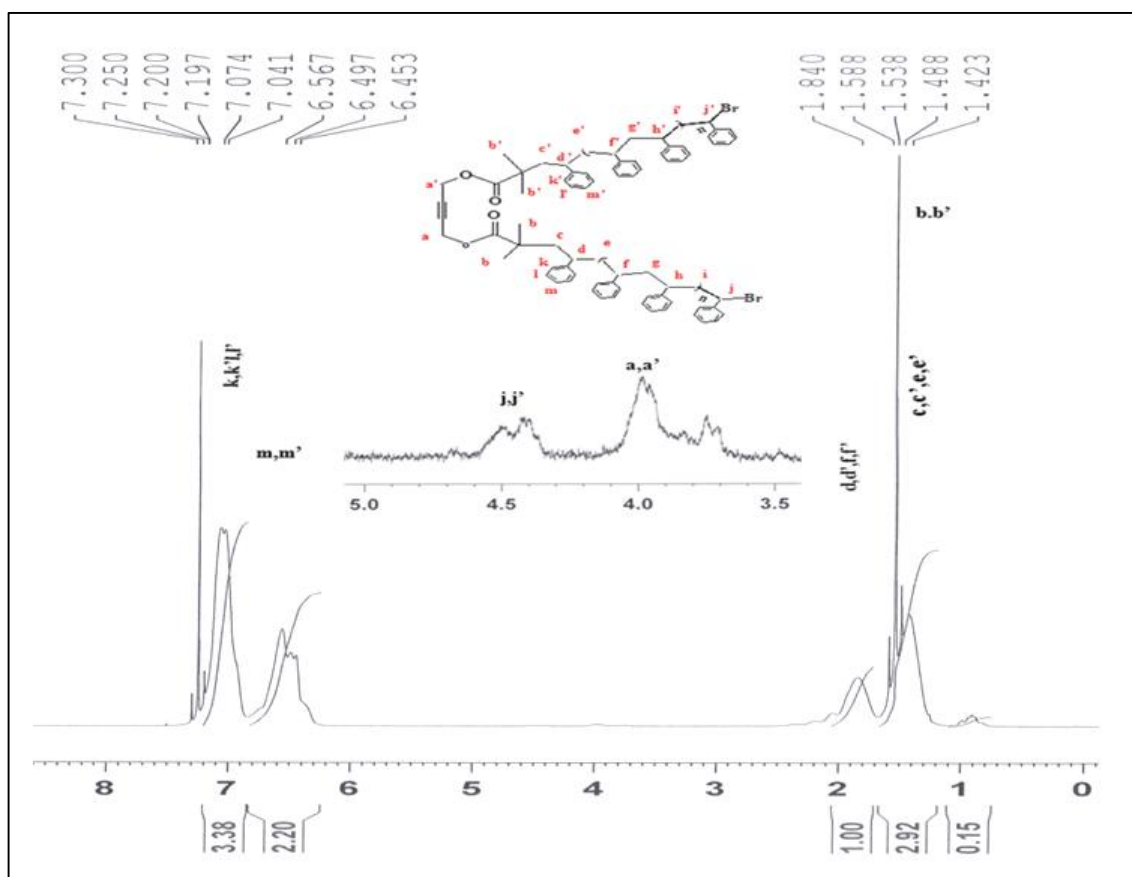 7.300
7.250
7.200
7.197
7.074
7.041
6.567
6.497
6.453
1.840
1.588
1.538
1.488
1.423
i' j' Br
g' h' n
e' f'
b' c' d'
a' O k'
b' l' m'
O
O b
a c e
O d g
b k f i
l h j
m n Br
b.b'
k,k'l,l'
c,c',e,e'
a,a'
j,j'
m,m'
d,d',f,f'
5.0 4.5 4.0 3.5
8 7 6 5 4 3 2 1 0
3.38 2.20 1.00 2.92 0.15